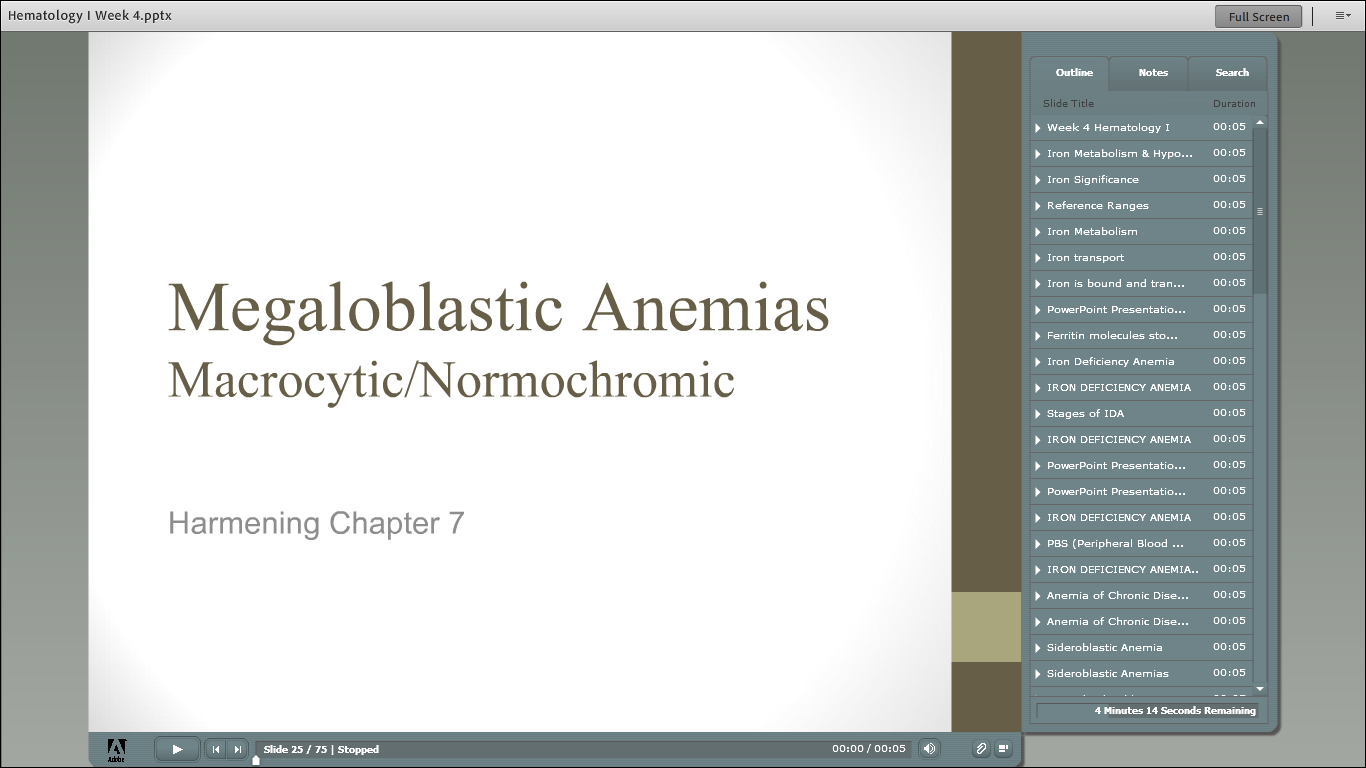 Hematology I Week 4.pptx
Full Screen
Megaloblastic Anemias
Macrocytic/Normochromic
Harmening Chapter 7
Outline Notes Search
Slide Title Duration
Week 4 Hematology I 00:05
Iron Metabolism & Hypo... 00:05
Iron Significance 00:05
Reference Ranges 00:05
Iron Metabolism 00:05
Iron transport 00:05
Iron is bound and tran... 00:05
PowerPoint Presentatio... 00:05
Ferritin molecules sto... 00:05
Iron Deficiency Anemia 00:05
IRON DEFICIENCY ANEMIA 00:05
Stages of IDA 00:05
IRON DEFICIENCY ANEMIA 00:05
PowerPoint Presentatio... 00:05
PowerPoint Presentatio... 00:05
IRON DEFICIENCY ANEMIA 00:05
PBS (Peripheral Blood ... 00:05
IRON DEFICIENCY ANEMIA.. 00:05
Anemia of Chronic Dise... 00:05
Anemia of Chronic Dise... 00:05
Sideroblastic Anemia 00:05
Sideroblastic Anemias 00:05
4 Minutes 14 Seconds Remaining
Adobe
Slide 25 / 75 | Stopped 00:00 / 00:05